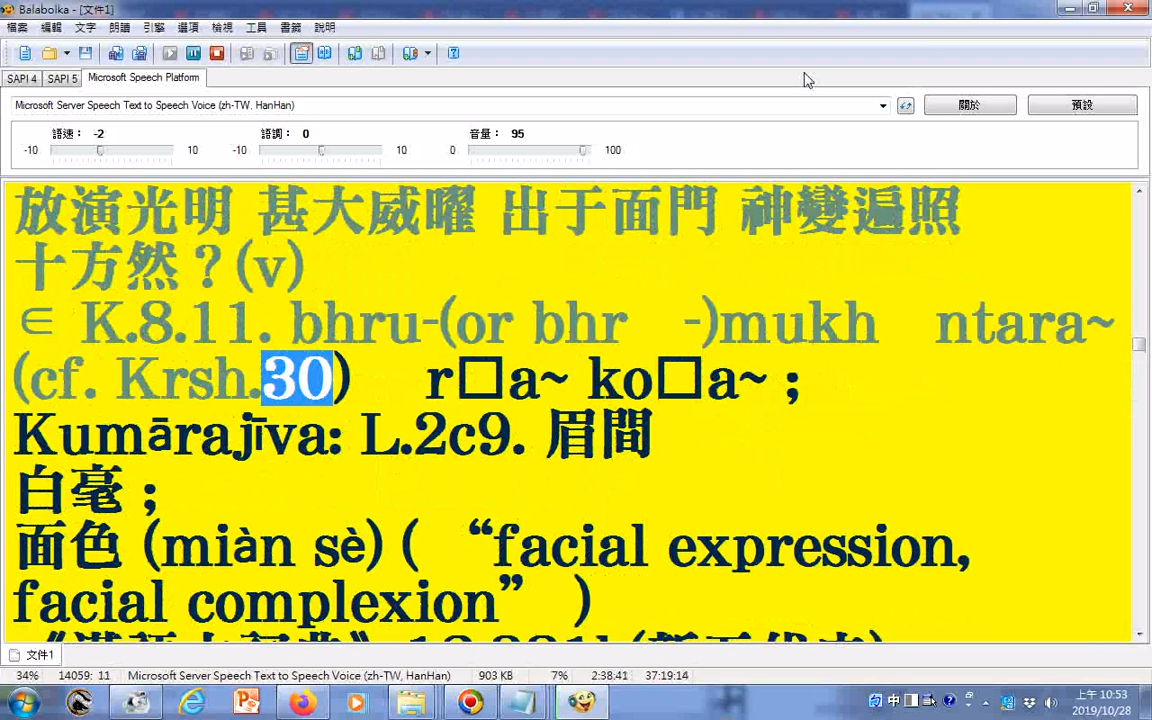 Balabolka - [文件1]
檔案 編輯 文字 朗讀 引擎 選項 檢視 工具 書籤 說明
SAPI 4 SAPI 5 Microsoft Speech Platform
Microsoft Server Speech Text to Speech Voice (zh-TW, HanHan) 關於 預設
語速： -2 語調： 0 音量： 95
-10 10 -10 10 0 100
放演光明 甚大威曜 出于面門 神變遍照
十方然？(v)
∈ K.8.11. bhru-(or bhr -)mukh ntara~
(cf. Krsh.30) r□a~ ko□a~；
Kumārajīva: L.2c9. 眉間
白毫；
面色 (miàn sè) ( “facial expression,
facial complexion” )
文件1
34% 14059: 11 Microsoft Server Speech Text to Speech Voice (zh-TW, HanHan) 903 KB 7% 2:38:41 37:19:14
中 上午 10:53
2019/10/28